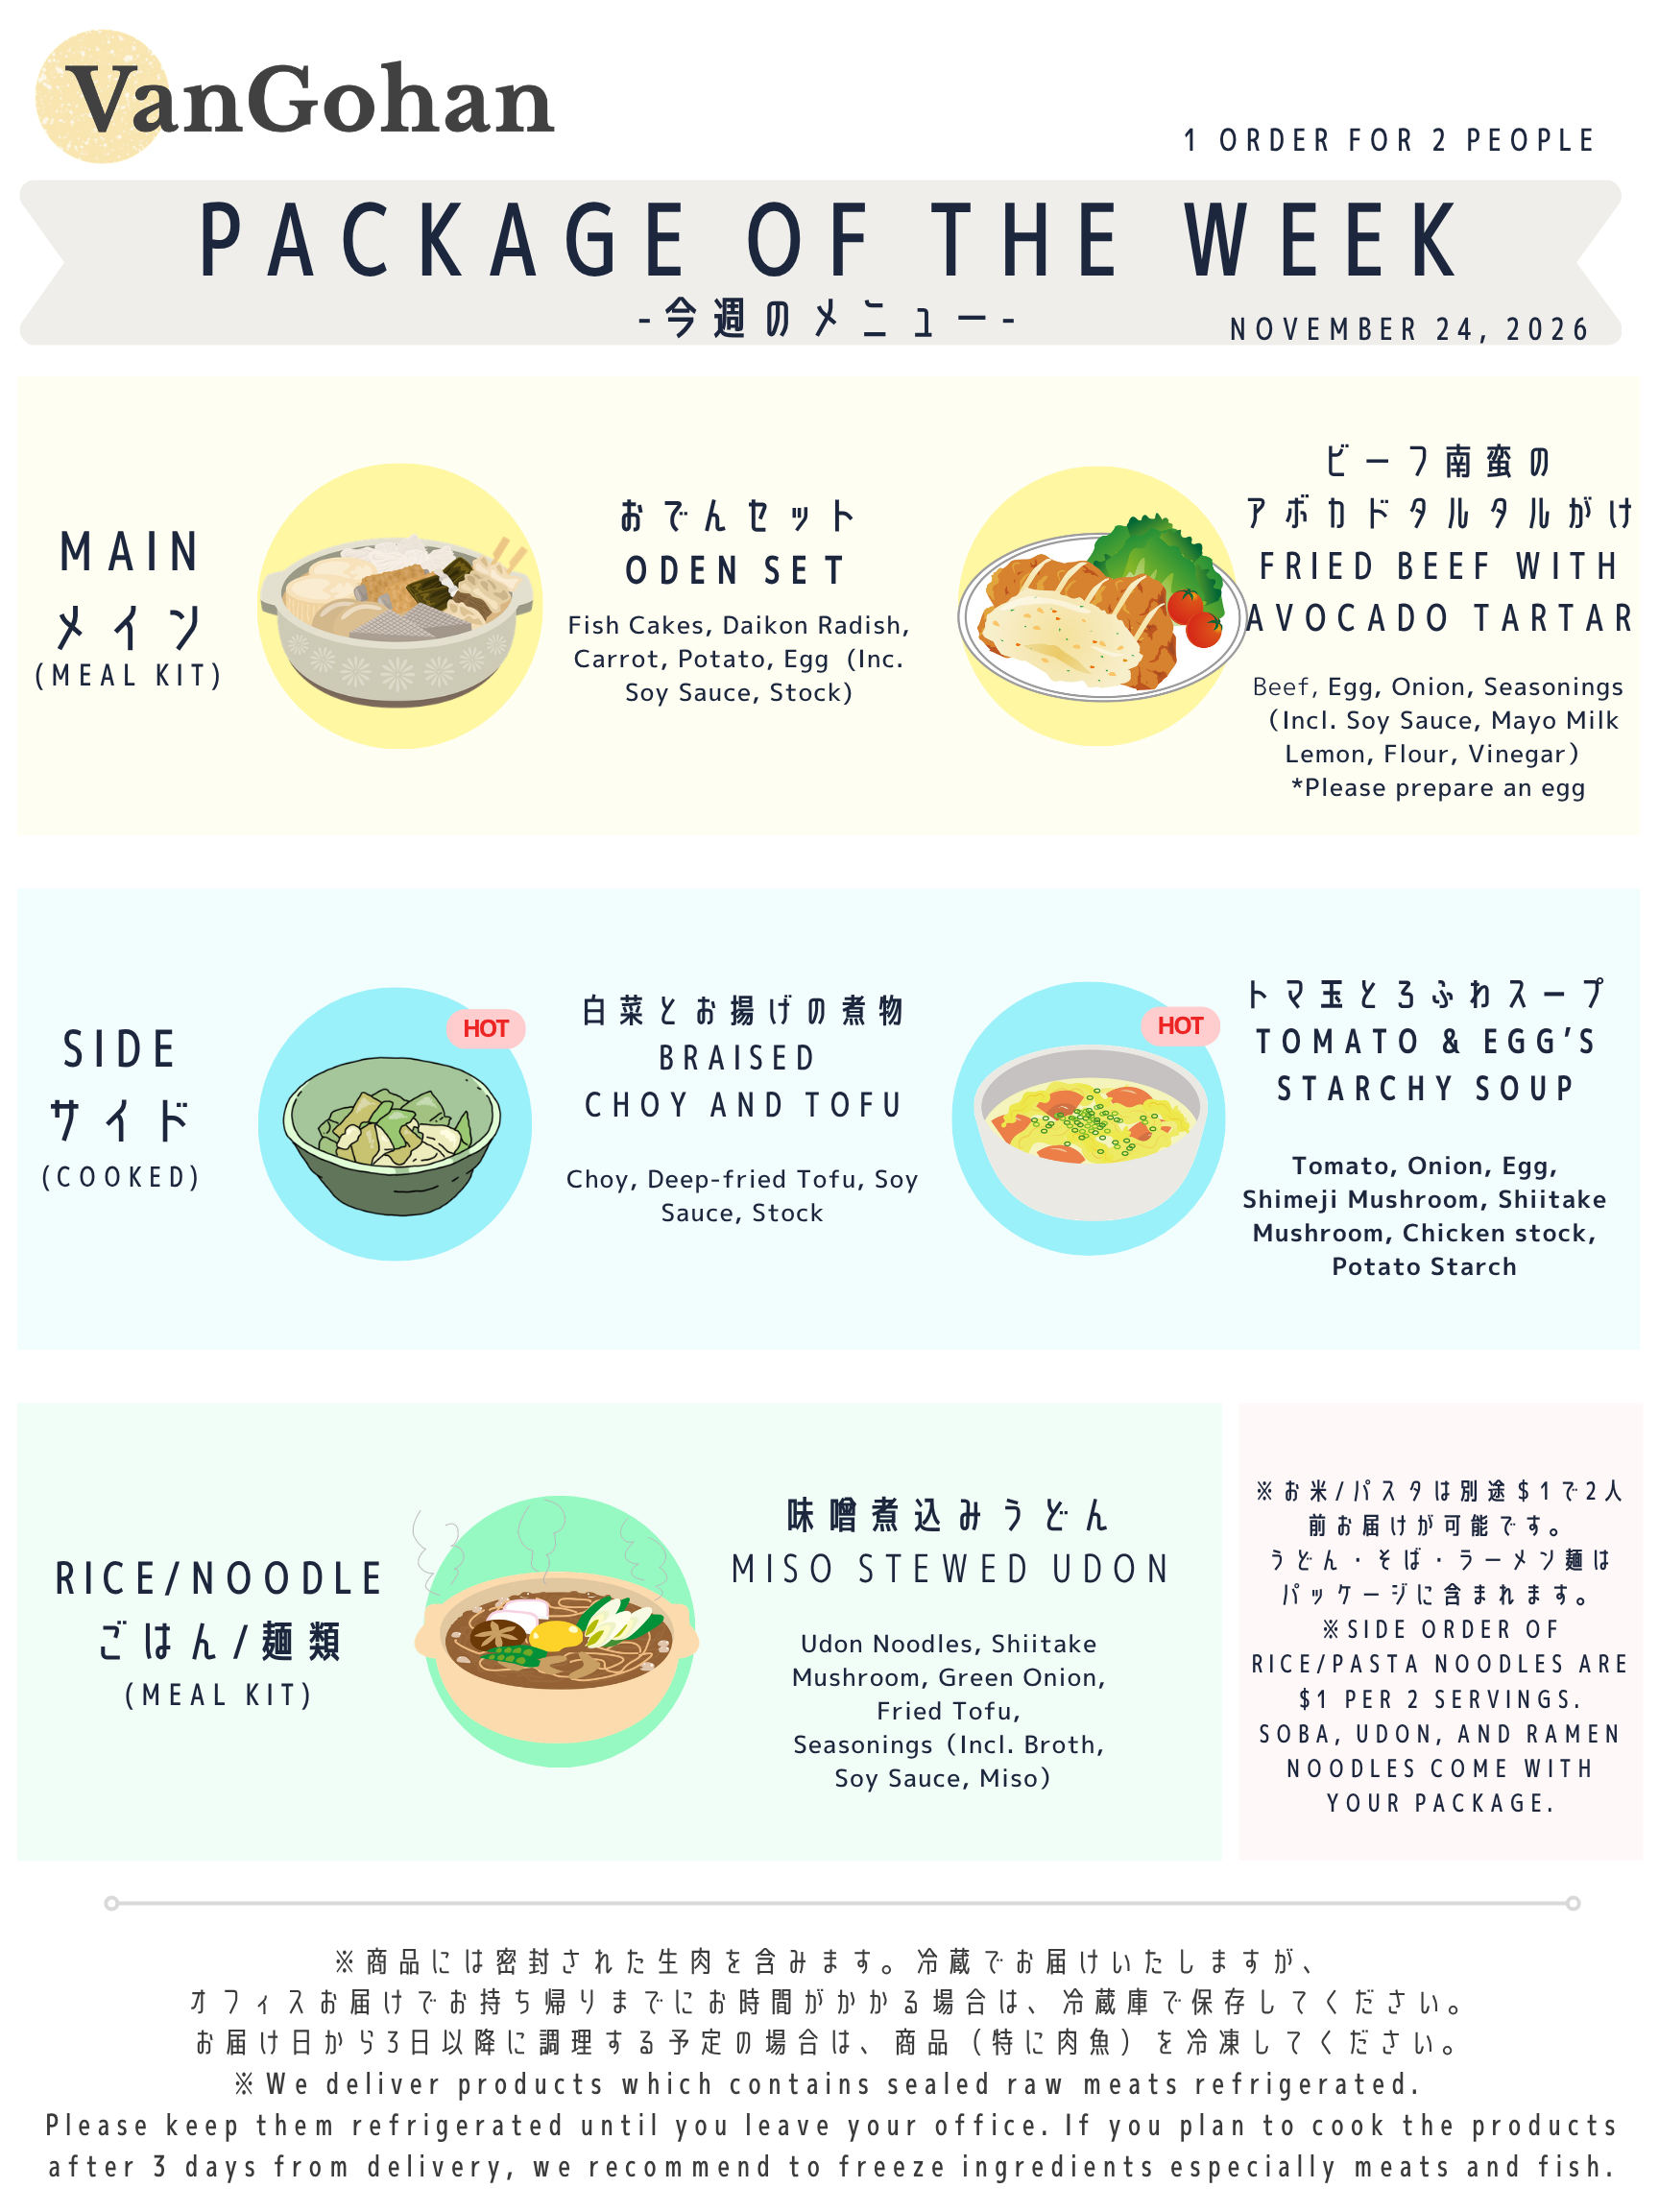 VanGohan
1 ORDER FOR 2 PEOPLE
PACKAGE OF THE WEEK
-今週のメニュー-
NOVEMBER 24, 2026
MAIN
メイン
(MEAL KIT)
おでんセット
ODEN SET
Fish Cakes, Daikon Radish,
Carrot, Potato, Egg (Inc.
Soy Sauce, Stock)
ビーフ南蛮の
アボカドタルタルがけ
FRIED BEEF WITH
AVOCADO TARTAR
Beef, Egg, Onion, Seasonings
(Incl. Soy Sauce, Mayo Milk
Lemon, Flour, Vinegar)
*Please prepare an egg
SIDE
サイド
(COOKED)
HOT
白菜とお揚げの煮物
BRAISED
CHOY AND TOFU
Choy, Deep-fried Tofu, Soy
Sauce, Stock
HOT
トマ玉とろふわスープ
TOMATO & EGG'S
STARCHY SOUP
Tomato, Onion, Egg,
Shimeji Mushroom, Shiitake
Mushroom, Chicken stock,
Potato Starch
RICE/NOODLE
ごはん/麺類
(MEAL KIT)
味噌煮込みうどん
MISO STEWED UDON
Udon Noodles, Shiitake
Mushroom, Green Onion,
Fried Tofu,
Seasonings (Incl. Broth,
Soy Sauce, Miso)
※お米/パスタは別途$1で2人
前お届けが可能です。
うどん・そば・ラーメン麺は
パッケージに含まれます。
※SIDE ORDER OF
RICE/PASTA NOODLES ARE
$1 PER 2 SERVINGS.
SOBA, UDON, AND RAMEN
NOODLES COME WITH
YOUR PACKAGE.
※商品には密封された生肉を含みます。冷蔵でお届けいたしますが、
オフィスお届けでお持ち帰りまでにお時間がかかる場合は、冷蔵庫で保存してください。
お届け日から3日以降に調理する予定の場合は、商品(特に肉魚)を冷凍してください。
※We deliver products which contains sealed raw meats refrigerated.
Please keep them refrigerated until you leave your office. If you plan to cook the products
after 3 days from delivery, we recommend to freeze ingredients especially meats and fish.